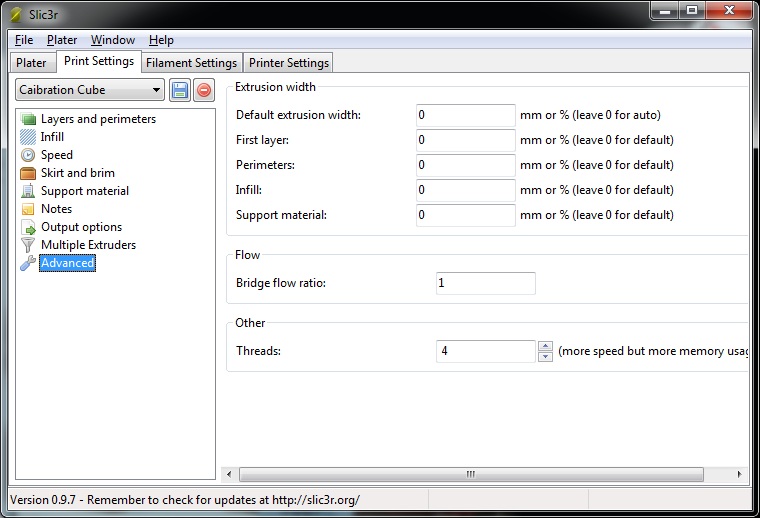 Slic3r
File Plater Window Help
Plater Print Settings Filament Settings Printer Settings
Caibration Cube
Layers and perimeters
Infill
Speed
Skirt and brim
Support material
Notes
Output options
Multiple Extruders
Advanced
Extrusion width
Default extrusion width: 0 mm or % (leave 0 for auto)
First layer: 0 mm or % (leave 0 for default)
Perimeters: 0 mm or % (leave 0 for default)
Infill: 0 mm or % (leave 0 for default)
Support material: 0 mm or % (leave 0 for default)
Flow
Bridge flow ratio: 1
Other
Threads: 4 (more speed but more memory usag
Version 0.9.7 - Remember to check for updates at http://slic3r.org/